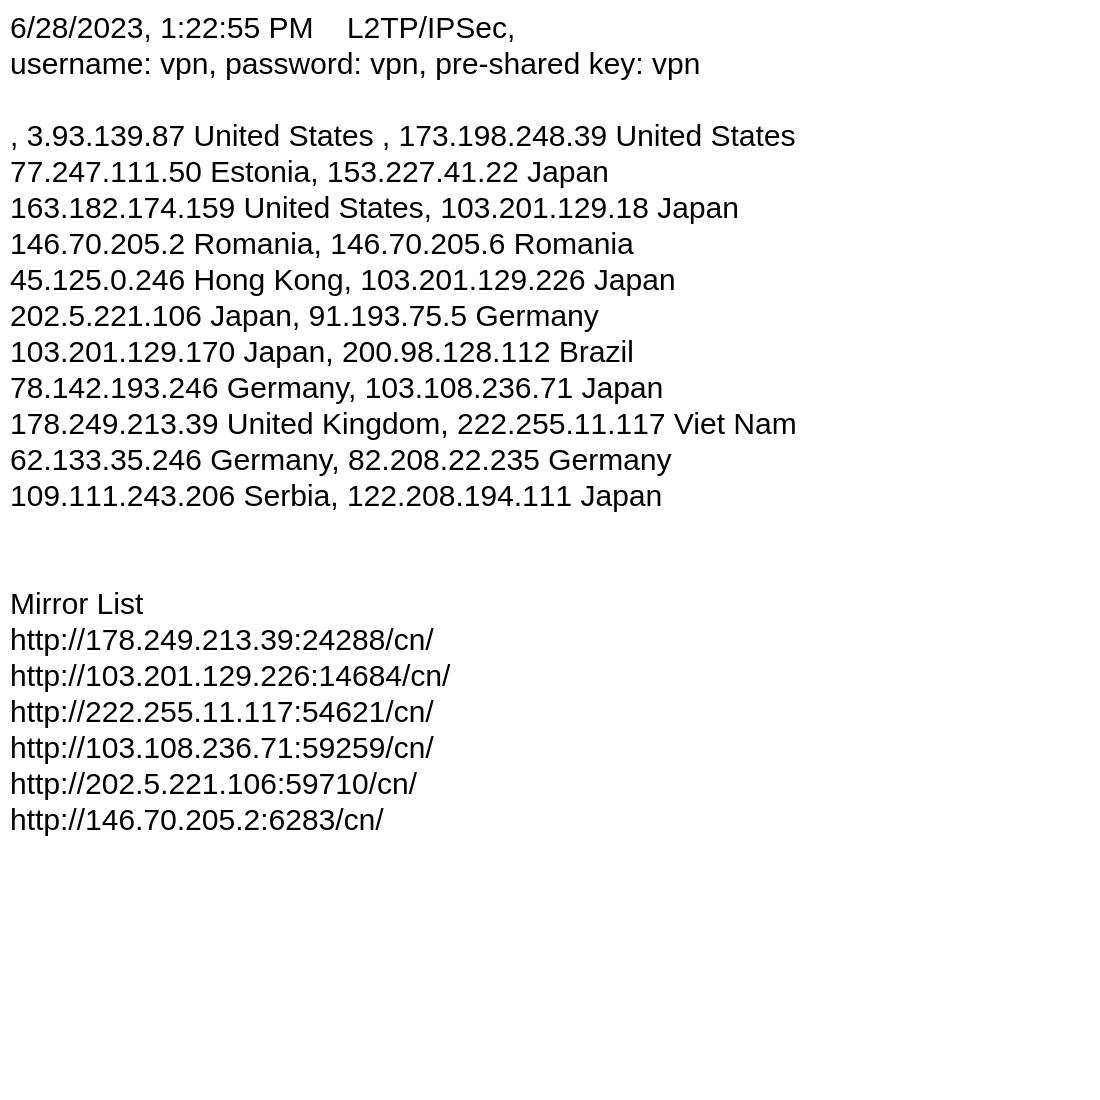 6/28/2023, 1:22:55 PM    L2TP/IPSec,
username: vpn, password: vpn, pre-shared key: vpn
, 3.93.139.87 United States , 173.198.248.39 United States
77.247.111.50 Estonia, 153.227.41.22 Japan
163.182.174.159 United States, 103.201.129.18 Japan
146.70.205.2 Romania, 146.70.205.6 Romania
45.125.0.246 Hong Kong, 103.201.129.226 Japan
202.5.221.106 Japan, 91.193.75.5 Germany
103.201.129.170 Japan, 200.98.128.112 Brazil
78.142.193.246 Germany, 103.108.236.71 Japan
178.249.213.39 United Kingdom, 222.255.11.117 Viet Nam
62.133.35.246 Germany, 82.208.22.235 Germany
109.111.243.206 Serbia, 122.208.194.111 Japan
Mirror List
http://178.249.213.39:24288/cn/
http://103.201.129.226:14684/cn/
http://222.255.11.117:54621/cn/
http://103.108.236.71:59259/cn/
http://202.5.221.106:59710/cn/
http://146.70.205.2:6283/cn/